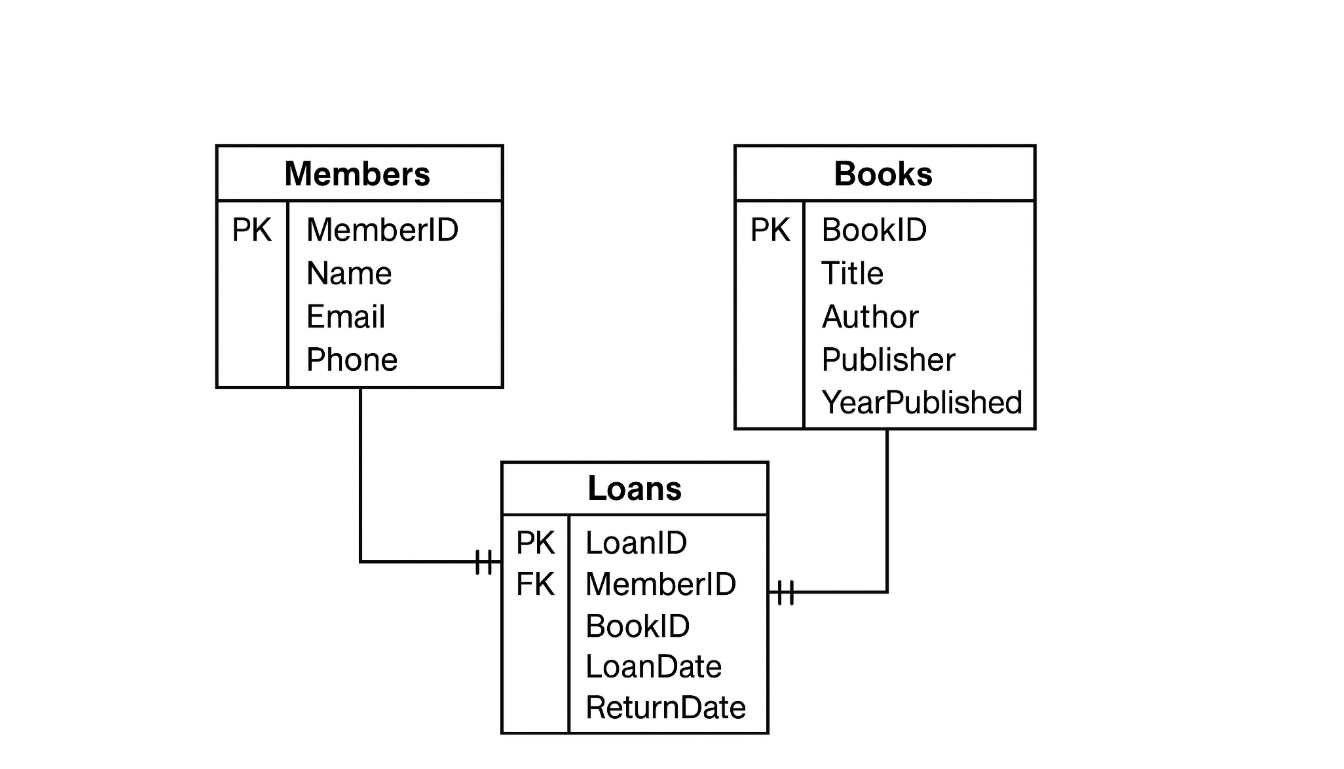 Members
PK MemberID
Name
Email
Phone
Books
PK BookID
Title
Author
Publisher
YearPublished
Loans
PK LoanID
FK MemberID
BookID
LoanDate
ReturnDate